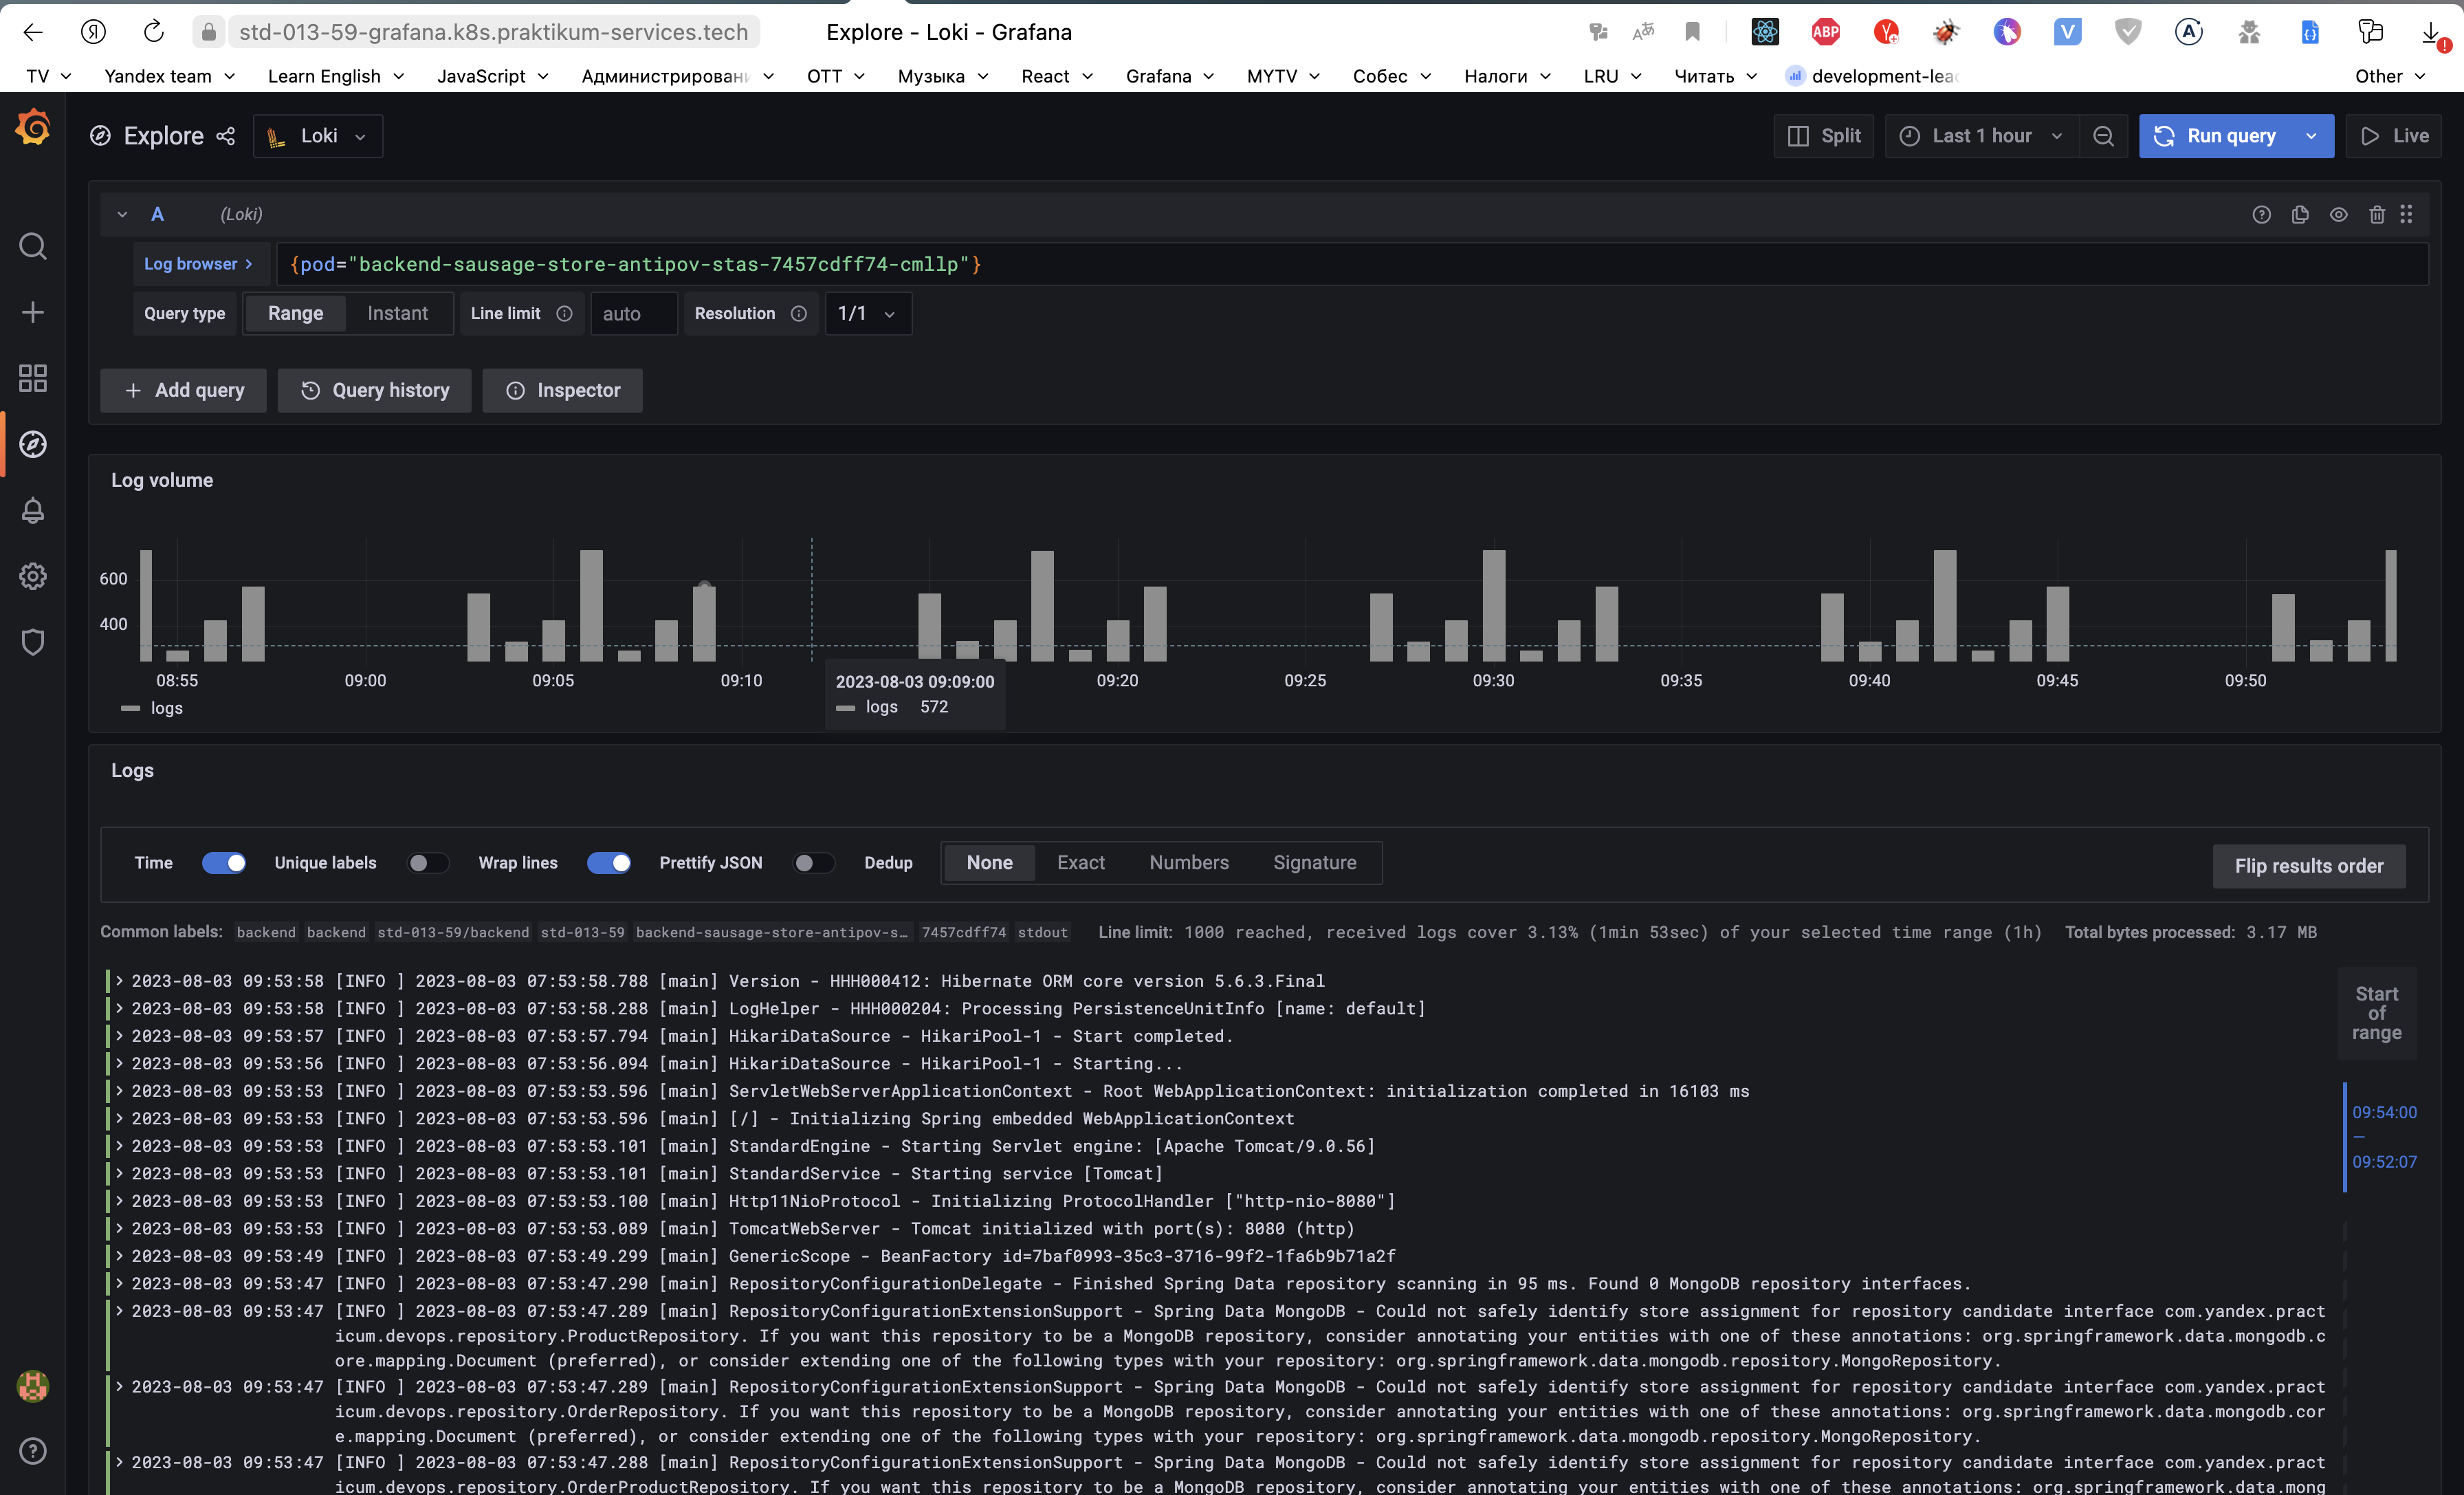 std-013-59-grafana.k8s.praktikum-services.tech Explore - Loki - Grafana ABP
TV Yandex team Learn English JavaScript Администрировани OTT Музыка React Grafana MYTV Собес Налоги LRU Читать development-lea Other
Explore Loki Split Last 1 hour Run query Live
A (Loki)
Log browser > {pod="backend-sausage-store-antipov-stas-7457cdff74-cmllp"}
Query type Range Instant Line limit auto Resolution 1/1
+ Add query Query history Inspector
Log volume
600
400
08:55 09:00 09:05 09:10 09:20 09:25 09:30 09:35 09:40 09:45 09:50
2023-08-03 09:09:00
logs 572
logs
Logs
Time Unique labels Wrap lines Prettify JSON Dedup None Exact Numbers Signature Flip results order
Common labels: backend backend std-013-59/backend std-013-59 backend-sausage-store-antipov-s… 7457cdff74 stdout Line limit: 1000 reached, received logs cover 3.13% (1min 53sec) of your selected time range (1h) Total bytes processed: 3.17 MB
> 2023-08-03 09:53:58 [INFO ] 2023-08-03 07:53:58.788 [main] Version - HHH000412: Hibernate ORM core version 5.6.3.Final
> 2023-08-03 09:53:58 [INFO ] 2023-08-03 07:53:58.288 [main] LogHelper - HHH000204: Processing PersistenceUnitInfo [name: default]
> 2023-08-03 09:53:57 [INFO ] 2023-08-03 07:53:57.794 [main] HikariDataSource - HikariPool-1 - Start completed.
> 2023-08-03 09:53:56 [INFO ] 2023-08-03 07:53:56.094 [main] HikariDataSource - HikariPool-1 - Starting...
> 2023-08-03 09:53:53 [INFO ] 2023-08-03 07:53:53.596 [main] ServletWebServerApplicationContext - Root WebApplicationContext: initialization completed in 16103 ms
> 2023-08-03 09:53:53 [INFO ] 2023-08-03 07:53:53.596 [main] [/] - Initializing Spring embedded WebApplicationContext
> 2023-08-03 09:53:53 [INFO ] 2023-08-03 07:53:53.101 [main] StandardEngine - Starting Servlet engine: [Apache Tomcat/9.0.56]
> 2023-08-03 09:53:53 [INFO ] 2023-08-03 07:53:53.101 [main] StandardService - Starting service [Tomcat]
> 2023-08-03 09:53:53 [INFO ] 2023-08-03 07:53:53.100 [main] Http11NioProtocol - Initializing ProtocolHandler ["http-nio-8080"]
> 2023-08-03 09:53:53 [INFO ] 2023-08-03 07:53:53.089 [main] TomcatWebServer - Tomcat initialized with port(s): 8080 (http)
> 2023-08-03 09:53:49 [INFO ] 2023-08-03 07:53:49.299 [main] GenericScope - BeanFactory id=7baf0993-35c3-3716-99f2-1fa6b9b71a2f
> 2023-08-03 09:53:47 [INFO ] 2023-08-03 07:53:47.290 [main] RepositoryConfigurationDelegate - Finished Spring Data repository scanning in 95 ms. Found 0 MongoDB repository interfaces.
> 2023-08-03 09:53:47 [INFO ] 2023-08-03 07:53:47.289 [main] RepositoryConfigurationExtensionSupport - Spring Data MongoDB - Could not safely identify store assignment for repository candidate interface com.yandex.pract
icum.devops.repository.ProductRepository. If you want this repository to be a MongoDB repository, consider annotating your entities with one of these annotations: org.springframework.data.mongodb.c
ore.mapping.Document (preferred), or consider extending one of the following types with your repository: org.springframework.data.mongodb.repository.MongoRepository.
> 2023-08-03 09:53:47 [INFO ] 2023-08-03 07:53:47.289 [main] RepositoryConfigurationExtensionSupport - Spring Data MongoDB - Could not safely identify store assignment for repository candidate interface com.yandex.pract
icum.devops.repository.OrderRepository. If you want this repository to be a MongoDB repository, consider annotating your entities with one of these annotations: org.springframework.data.mongodb.cor
e.mapping.Document (preferred), or consider extending one of the following types with your repository: org.springframework.data.mongodb.repository.MongoRepository.
> 2023-08-03 09:53:47 [INFO ] 2023-08-03 07:53:47.288 [main] RepositoryConfigurationExtensionSupport - Spring Data MongoDB - Could not safely identify store assignment for repository candidate interface com.yandex.pract
icum.devops.repository.OrderProductRepository. If you want this repository to be a MongoDB repository, consider annotating your entities with one of these annotations: org.springframework.data.mong
Start
of
range
09:54:00
—
09:52:07